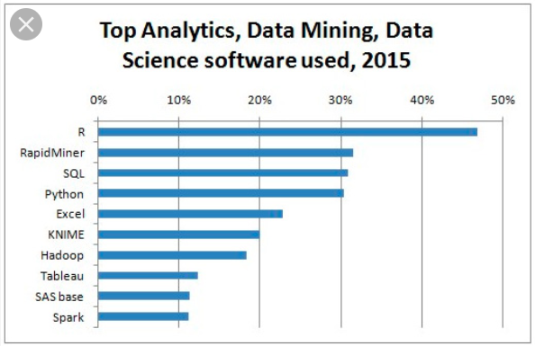 Top Analytics, Data Mining, Data
Science software used, 2015
0% 10% 20% 30% 40% 50%
R
RapidMiner
SQL
Python
Excel
KNIME
Hadoop
Tableau
SAS base
Spark